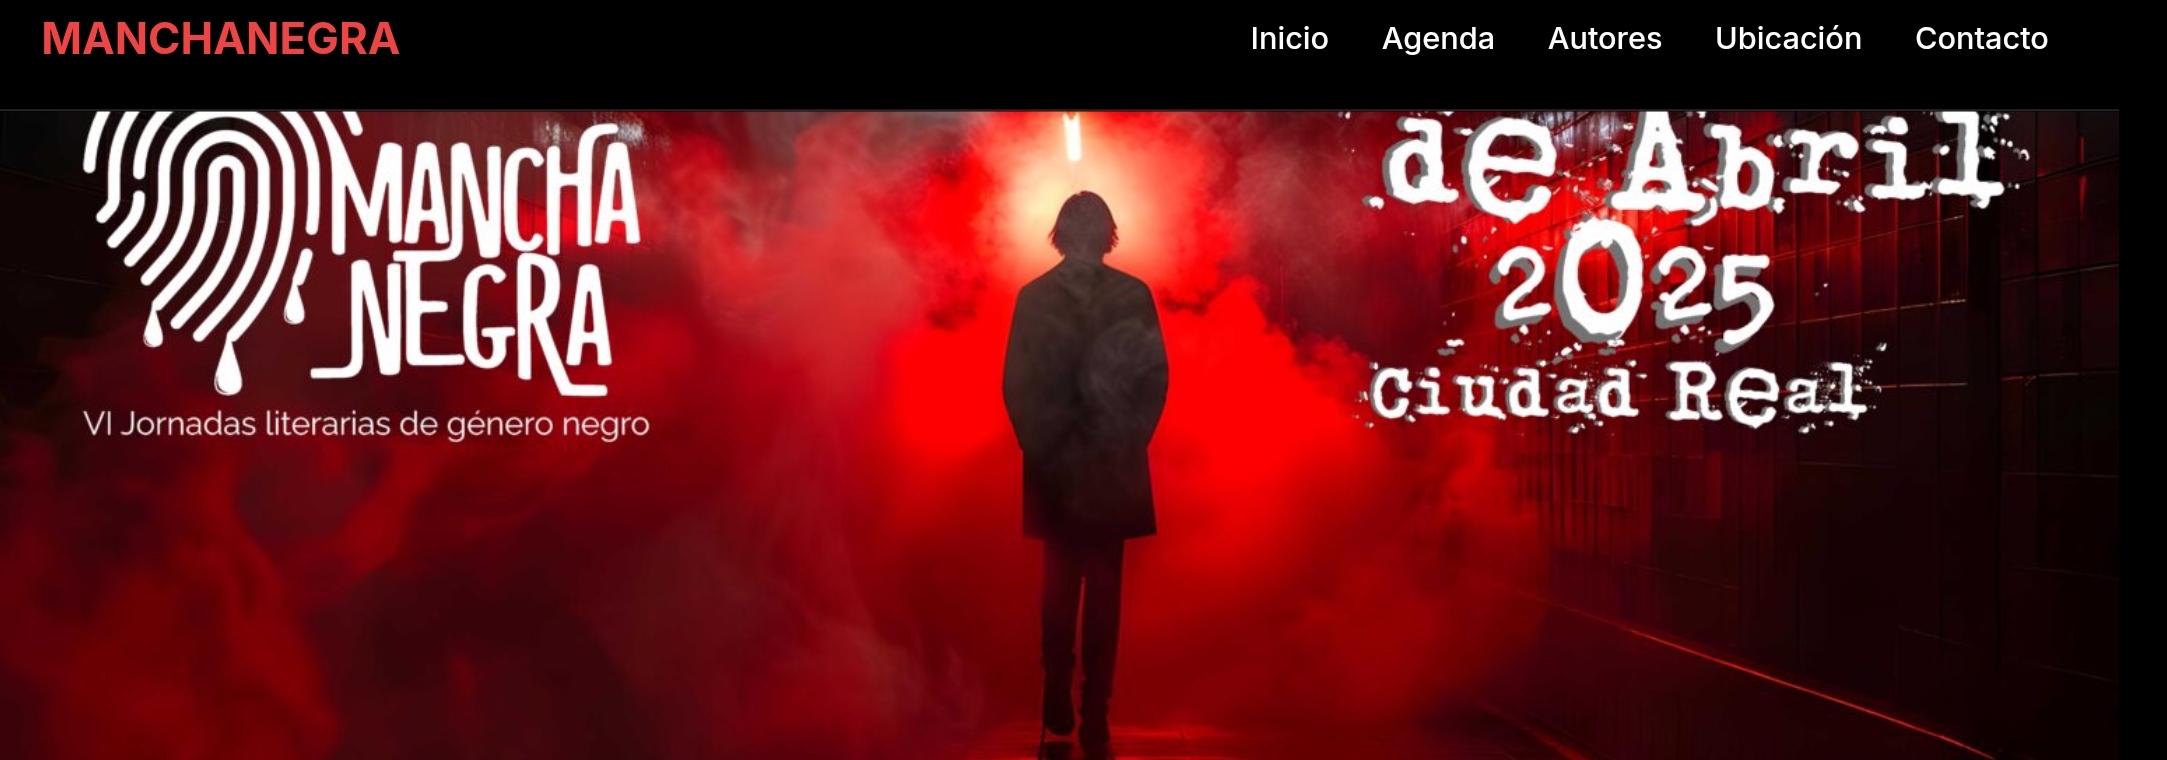 MANCHANEGRA
Inicio
Agenda
Autores
Ubicación
Contacto
MANCHA
NEGRA
VI Jornadas literarias de género negro
de Abril
2025
Ciudad Real